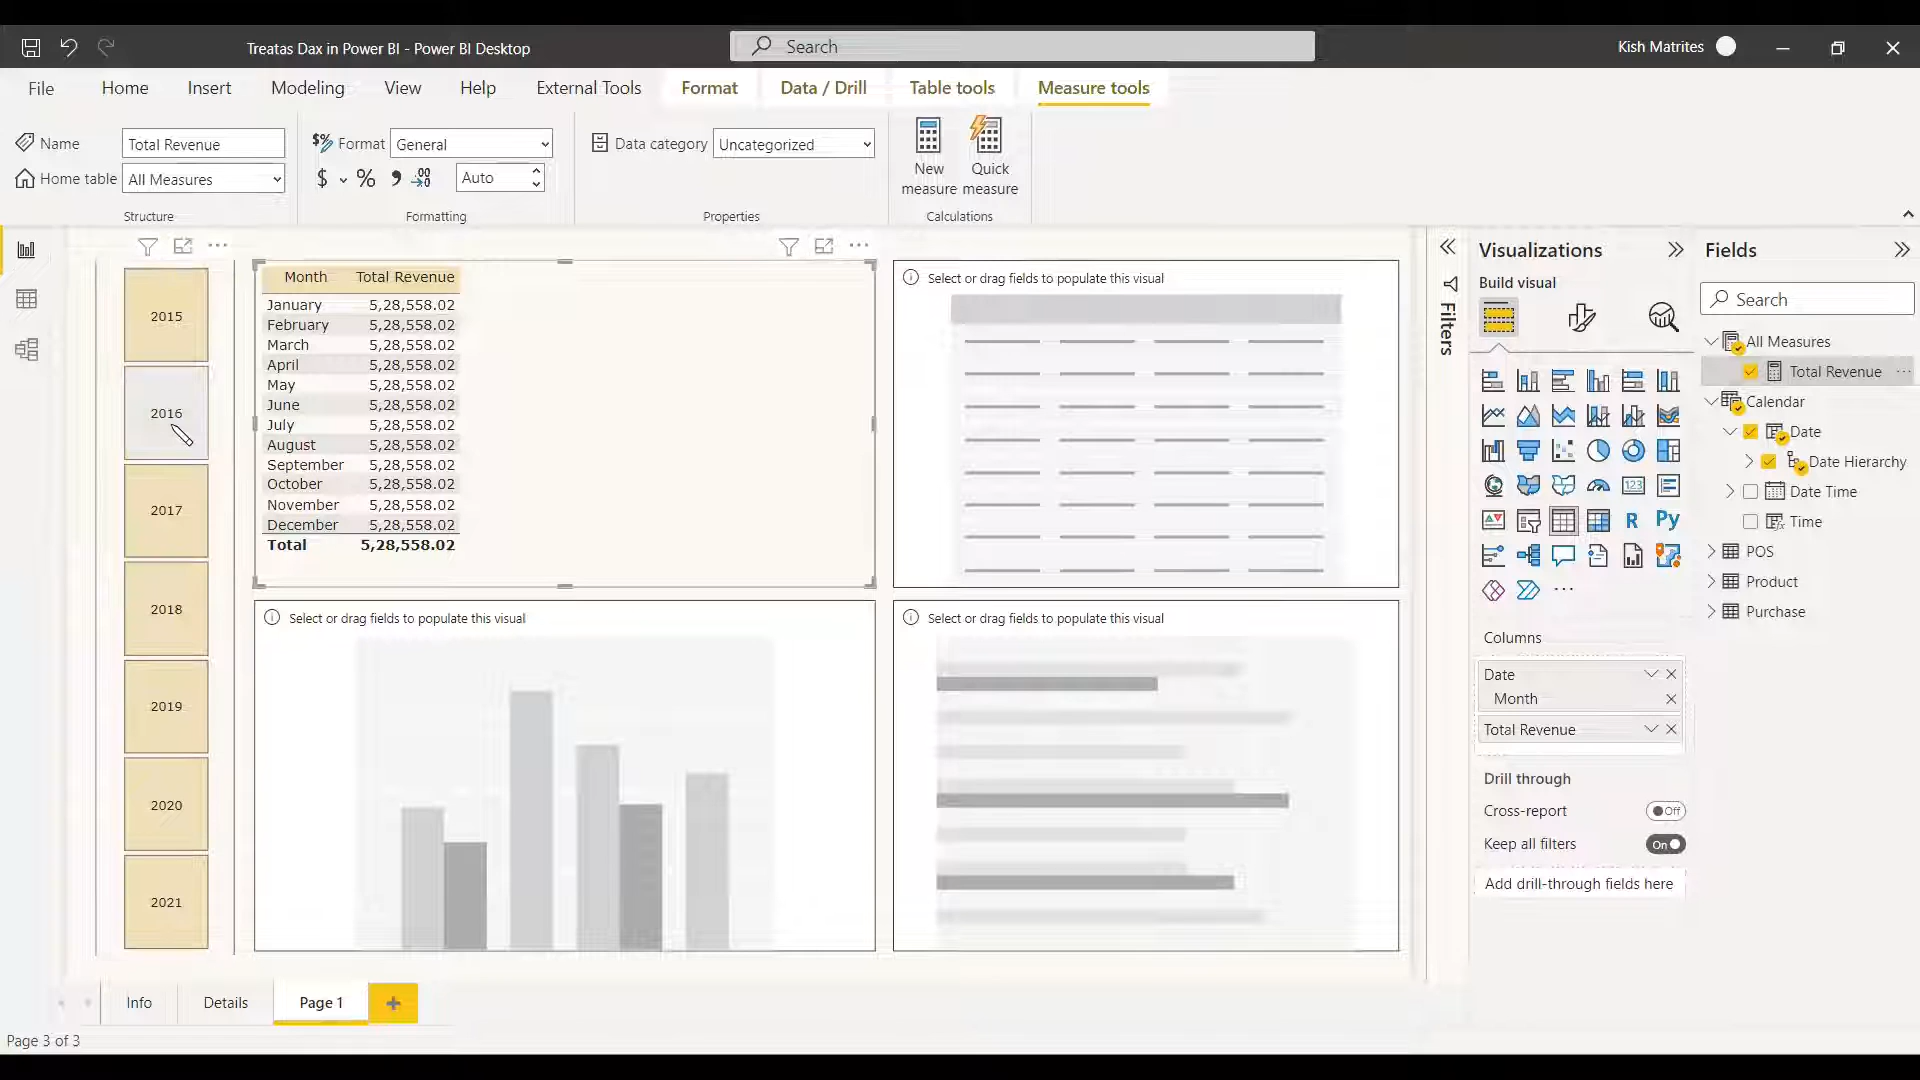 Treatas Dax in Power BI - Power BI Desktop
Search
Kish Matrites
File
Home
Insert
Modeling
View
Help
External Tools
Format
Data / Drill
Table tools
Measure tools
Name
Total Revenue
Home table
All Measures
Structure
Format
General
$ % , .00
Auto
Formatting
Data category
Uncategorized
Properties
New
measure
Quick
measure
Calculations
2015
2016
2017
2018
2019
2020
2021
Month Total Revenue
January 5,28,558.02
February 5,28,558.02
March 5,28,558.02
April 5,28,558.02
May 5,28,558.02
June 5,28,558.02
July 5,28,558.02
August 5,28,558.02
September 5,28,558.02
October 5,28,558.02
November 5,28,558.02
December 5,28,558.02
Total 5,28,558.02
Select or drag fields to populate this visual
Select or drag fields to populate this visual
Select or drag fields to populate this visual
Filters
Visualizations
Build visual
123
R
Py
Columns
Date
Month
Total Revenue
Drill through
Cross-report
Off
Keep all filters
On
Add drill-through fields here
Fields
Search
All Measures
Total Revenue
Calendar
Date
Date Hierarchy
Date Time
Time
POS
Product
Purchase
Info
Details
Page 1
Page 3 of 3